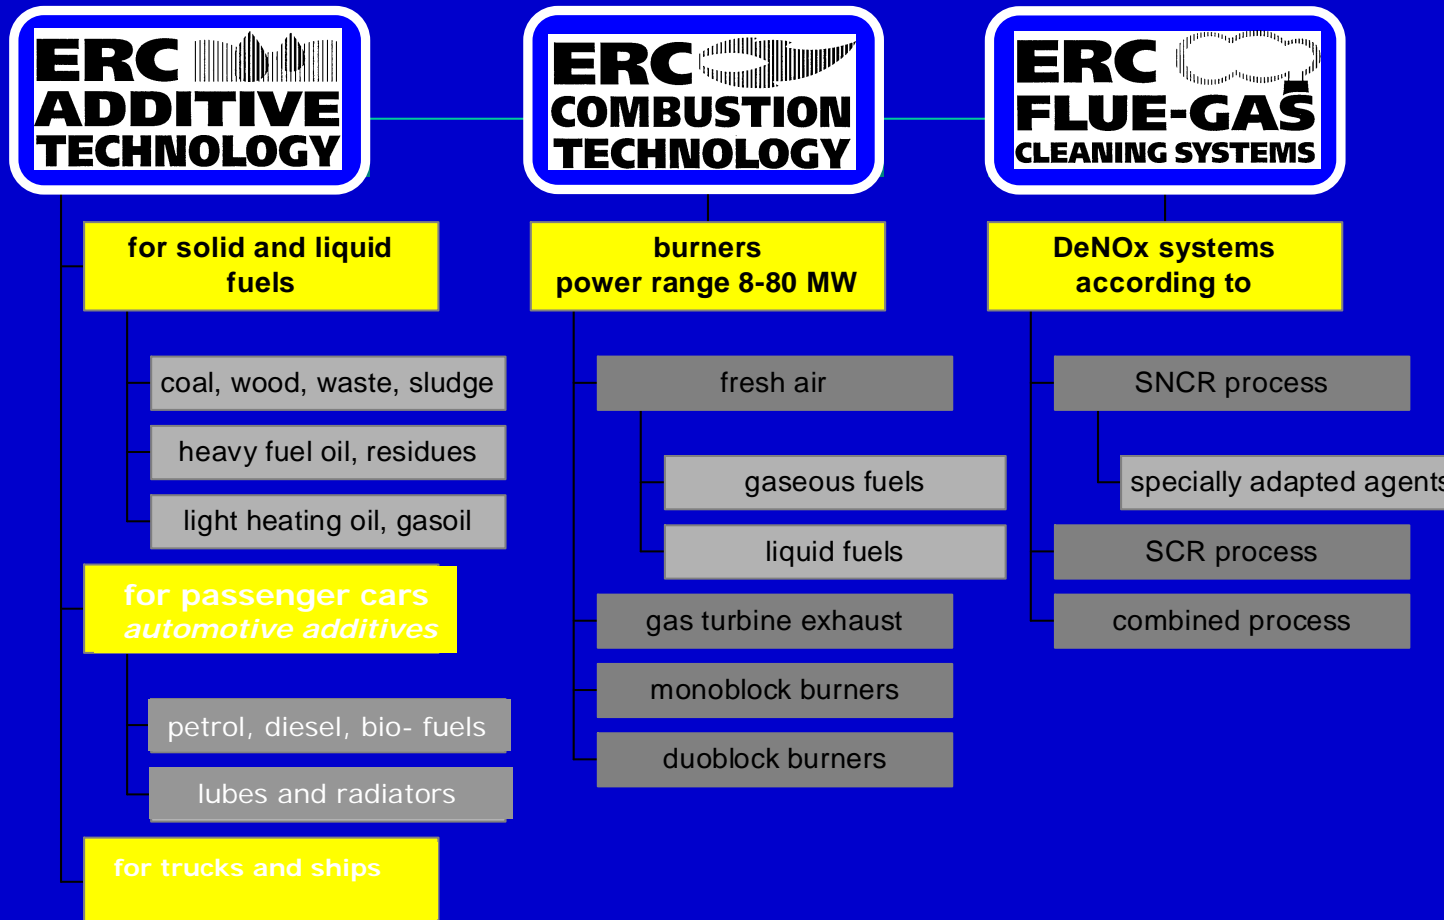 ERC
ADDITIVE
TECHNOLOGY
for solid and liquid
fuels
coal, wood, waste, sludge
heavy fuel oil, residues
light heating oil, gasoil
for passenger cars
automotive additives
petrol, diesel, bio- fuels
lubes and radiators
for trucks and ships
ERC
COMBUSTION
TECHNOLOGY
burners
power range 8-80 MW
fresh air
gaseous fuels
liquid fuels
gas turbine exhaust
monoblock burners
duoblock burners
ERC
FLUE-GAS
CLEANING SYSTEMS
DeNOx systems
according to
SNCR process
specially adapted agents
SCR process
combined process